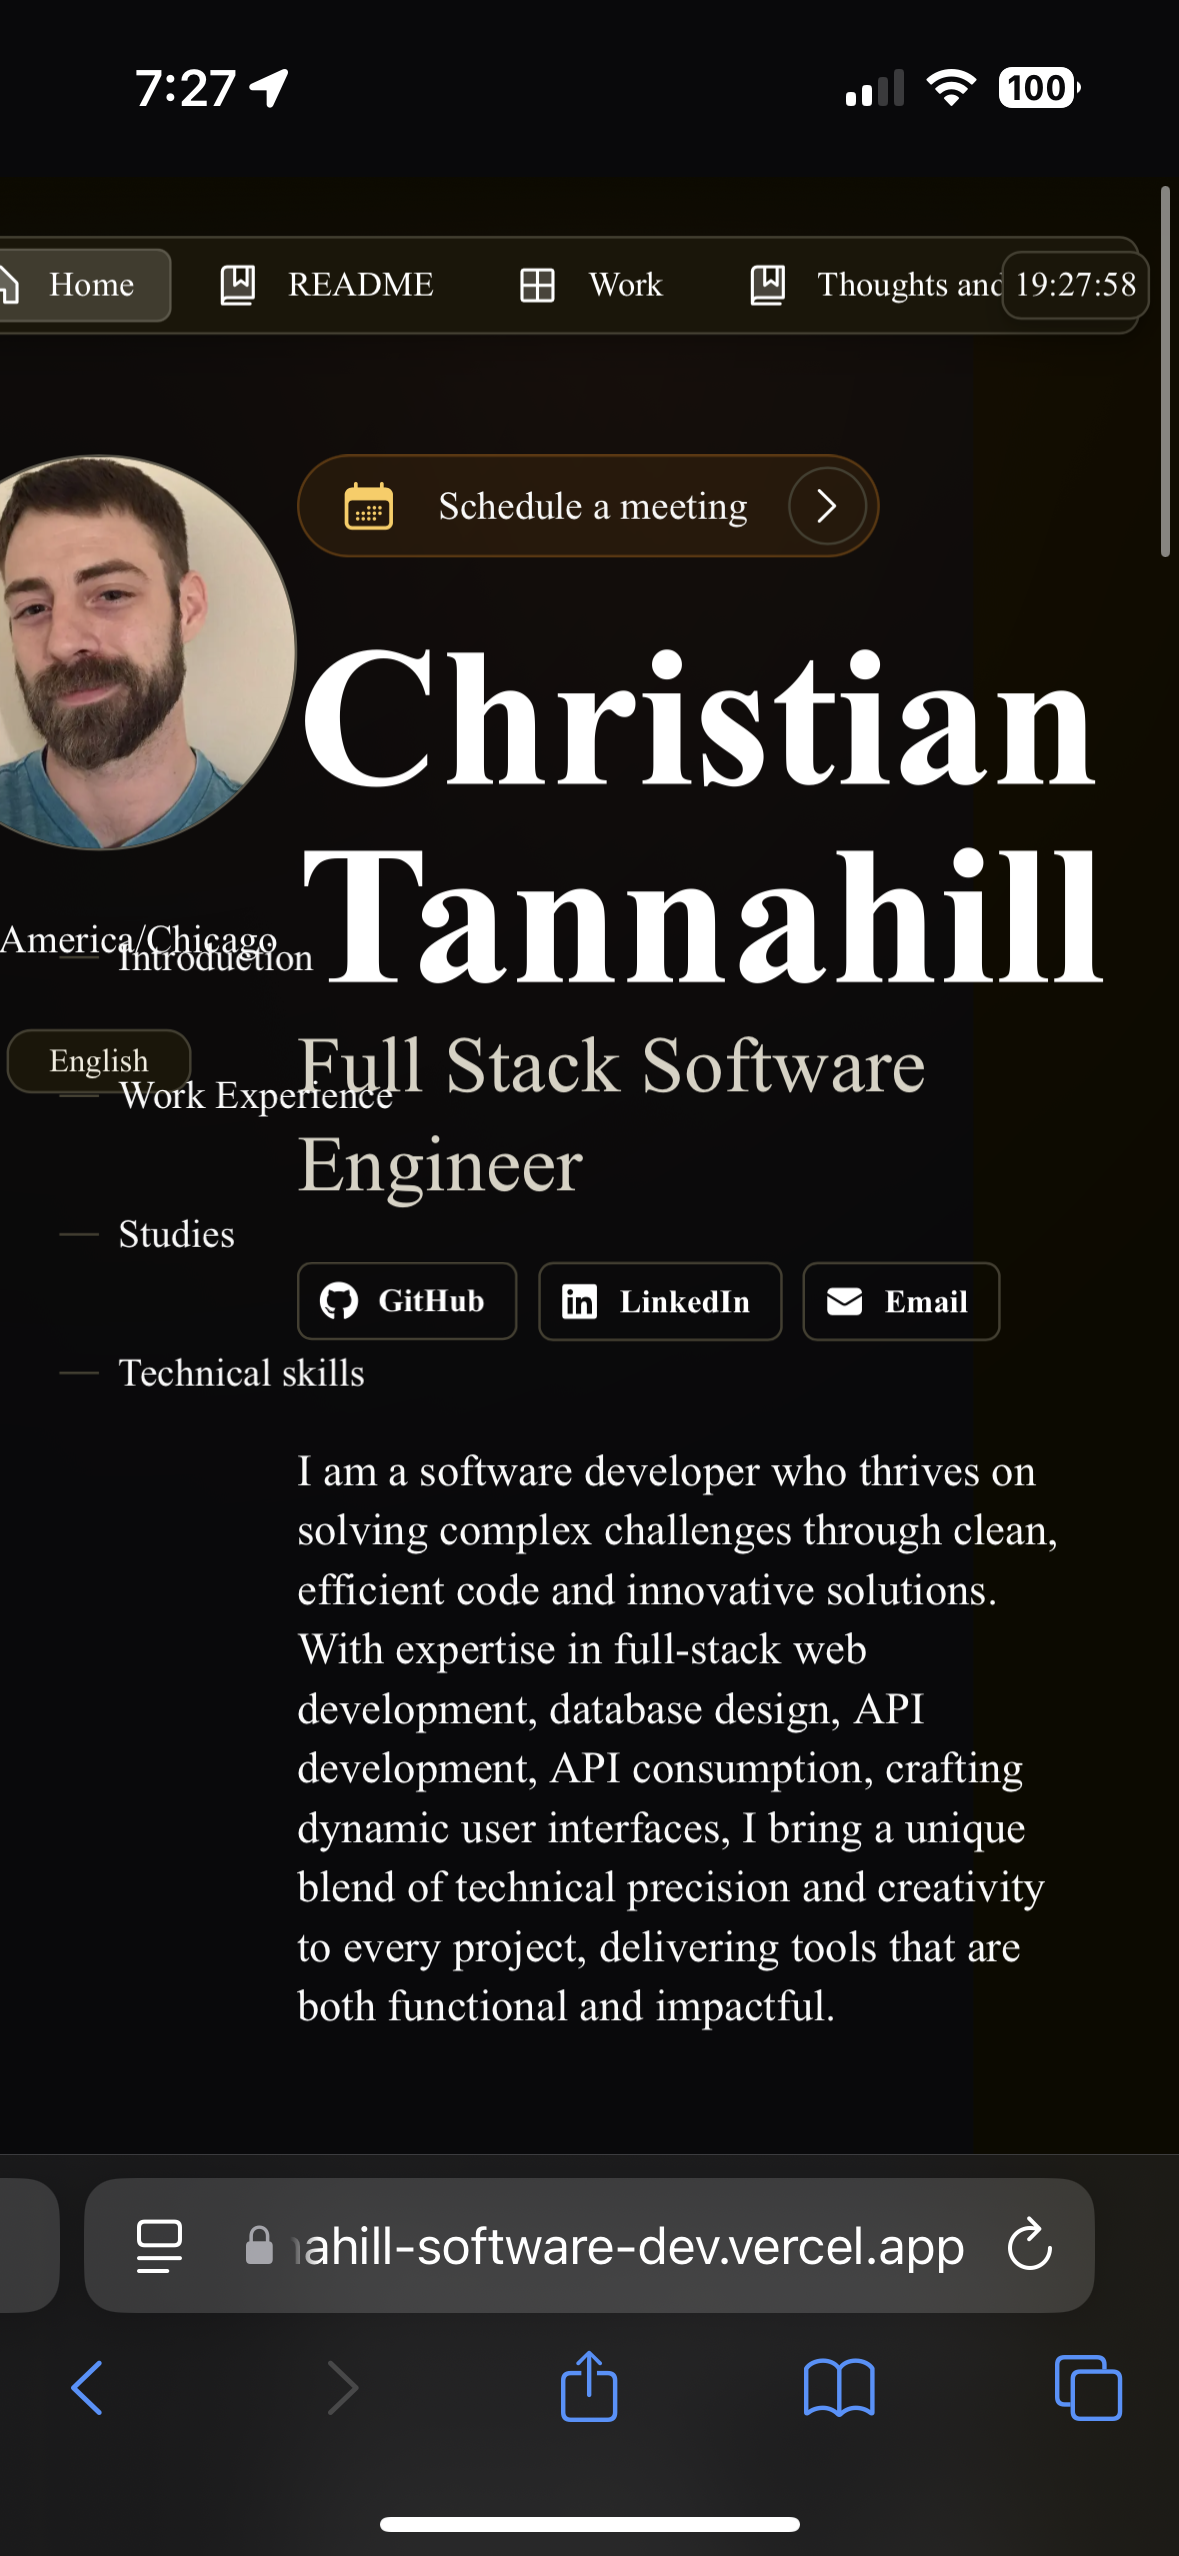 7:27
100
Home
README
Work
Thoughts and
19:27:58
Schedule a meeting
Christian
Tannahill
America/Chicago
Introduction
English
Full Stack Software
Work Experience
Engineer
Studies
GitHub
LinkedIn
Email
Technical skills
I am a software developer who thrives on
solving complex challenges through clean,
efficient code and innovative solutions.
With expertise in full-stack web
development, database design, API
development, API consumption, crafting
dynamic user interfaces, I bring a unique
blend of technical precision and creativity
to every project, delivering tools that are
both functional and impactful.
ahill-software-dev.vercel.app